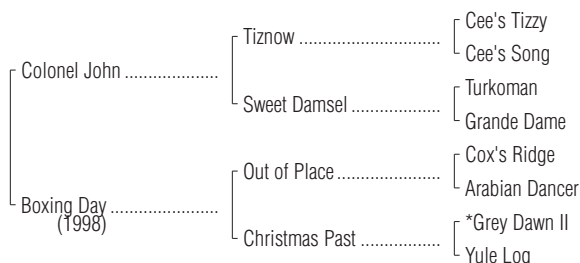 Cee's Tizzy
Tiznow ..............................
Cee's Song
Colonel John ....................
Turkoman
Sweet Damsel ...................
Grande Dame
Cox's Ridge
Out of Place ......................
Arabian Dancer
Boxing Day .......................
(1998)
*Grey Dawn II
Christmas Past .................
Yule Log